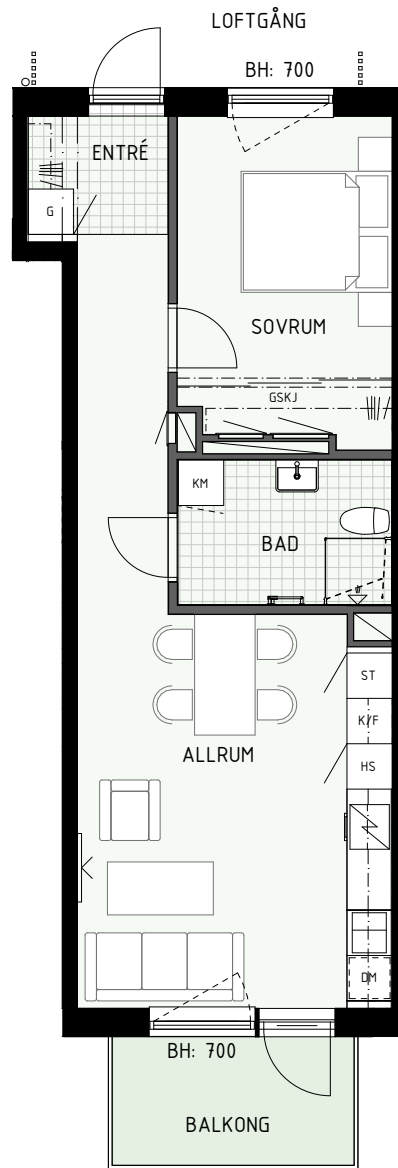 LOFTGÅNG
BH: 700
ENTRÉ
G
SOVRUM
GSKJ
KM
BAD
ST
K/F
ALLRUM
HS
DM
BH: 700
BALKONG